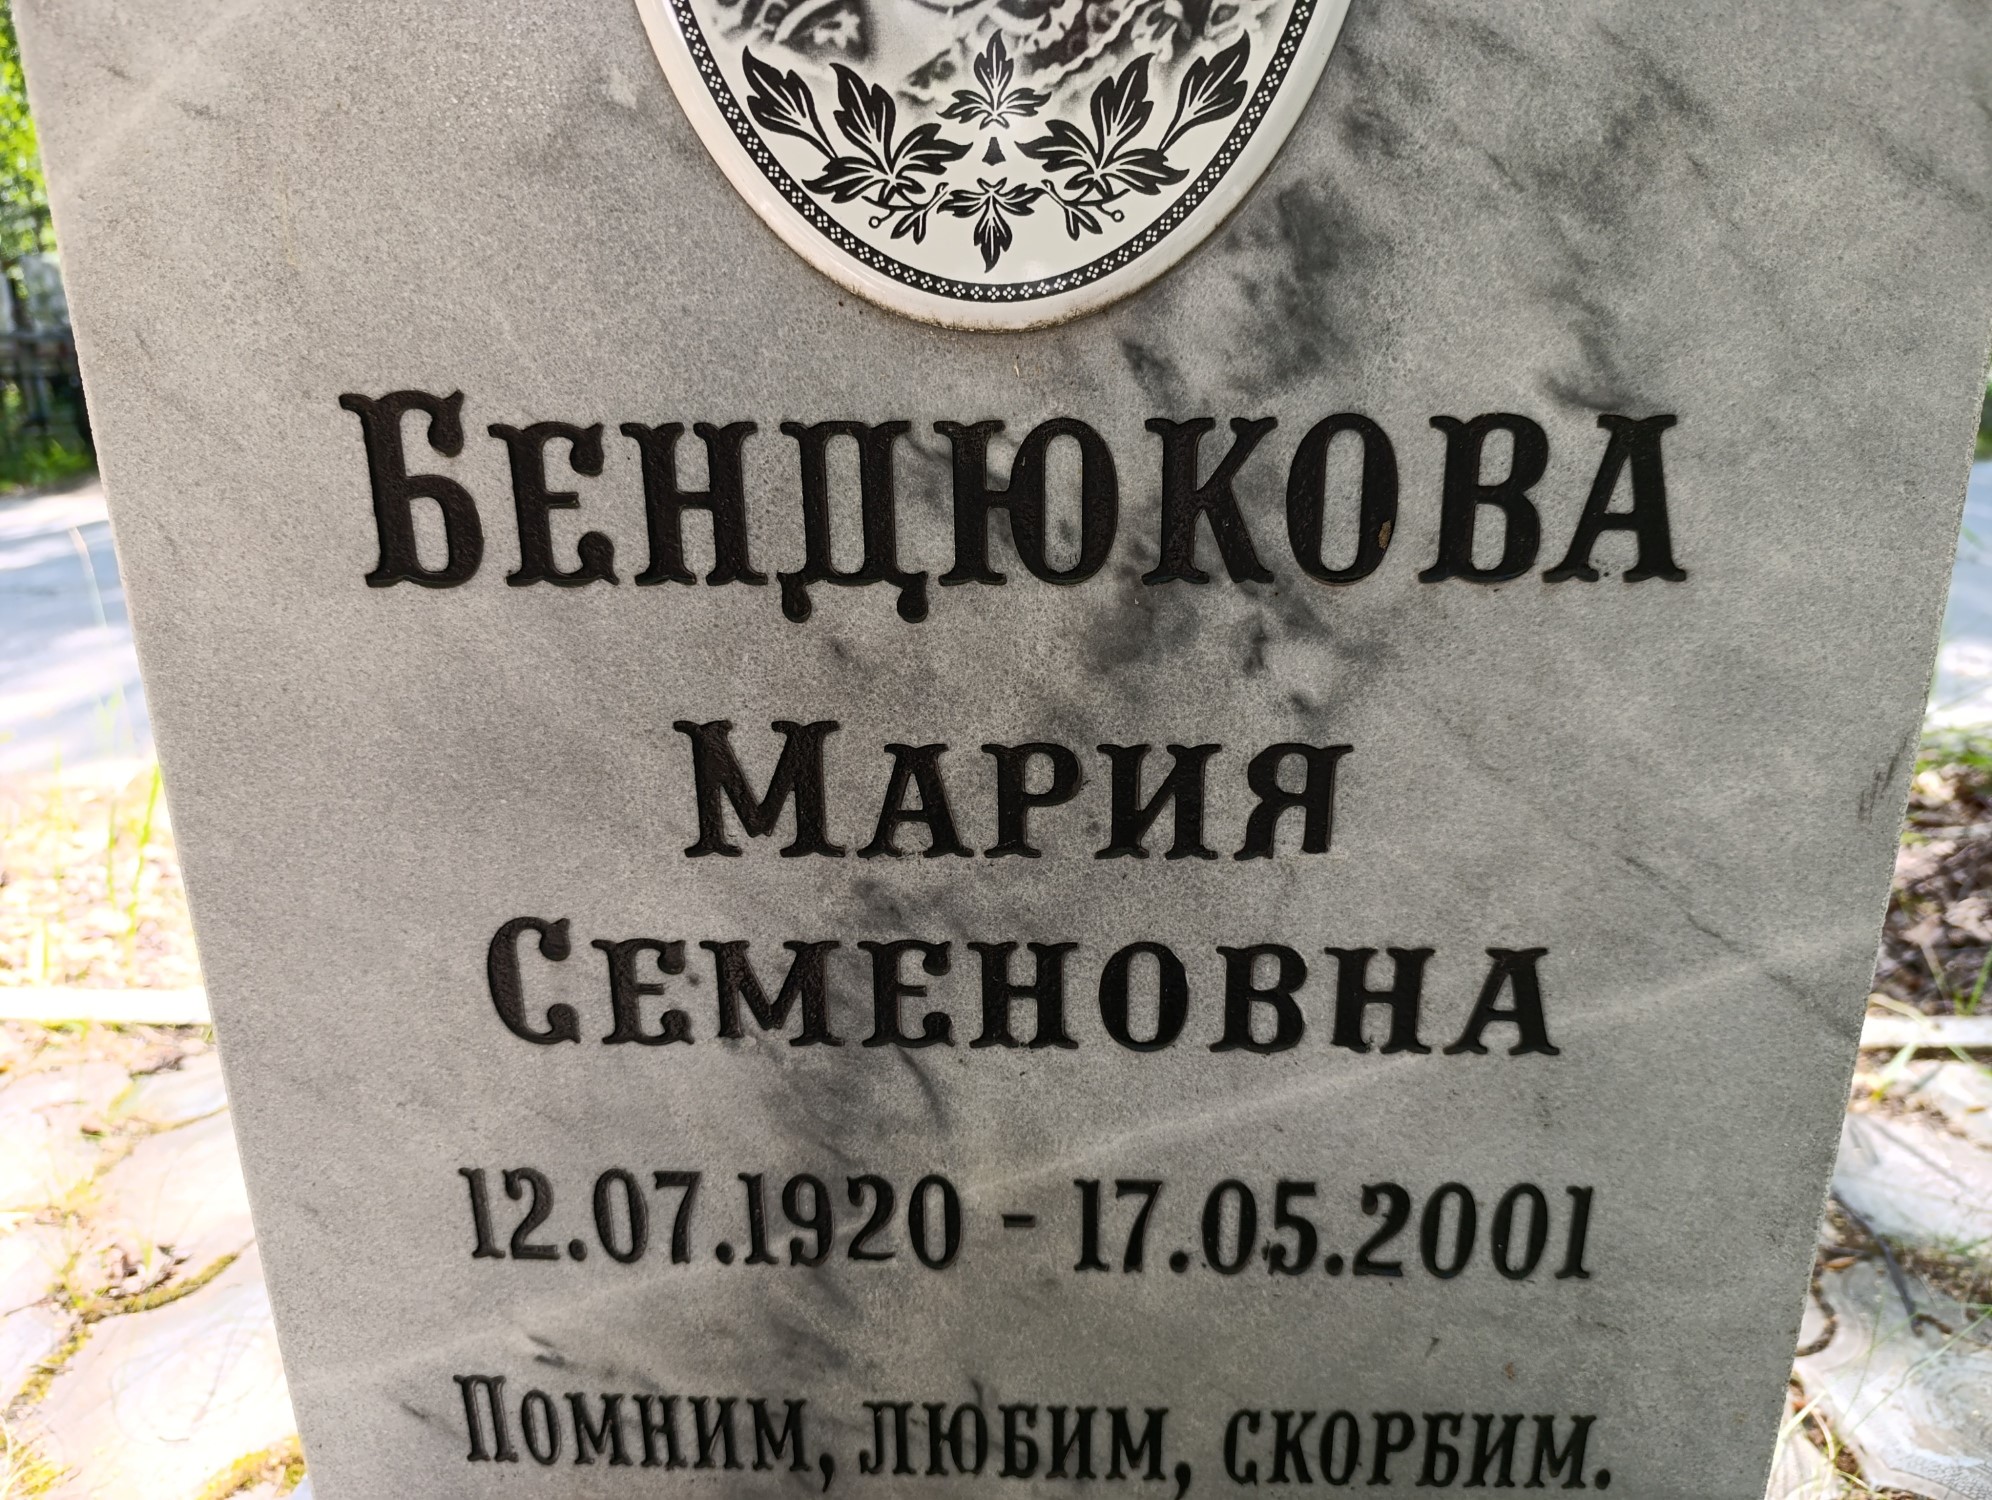 Бендюкова
Мария
Семеновна
12.07.1920 - 17.05.2001
Помним, любим, скорбим.